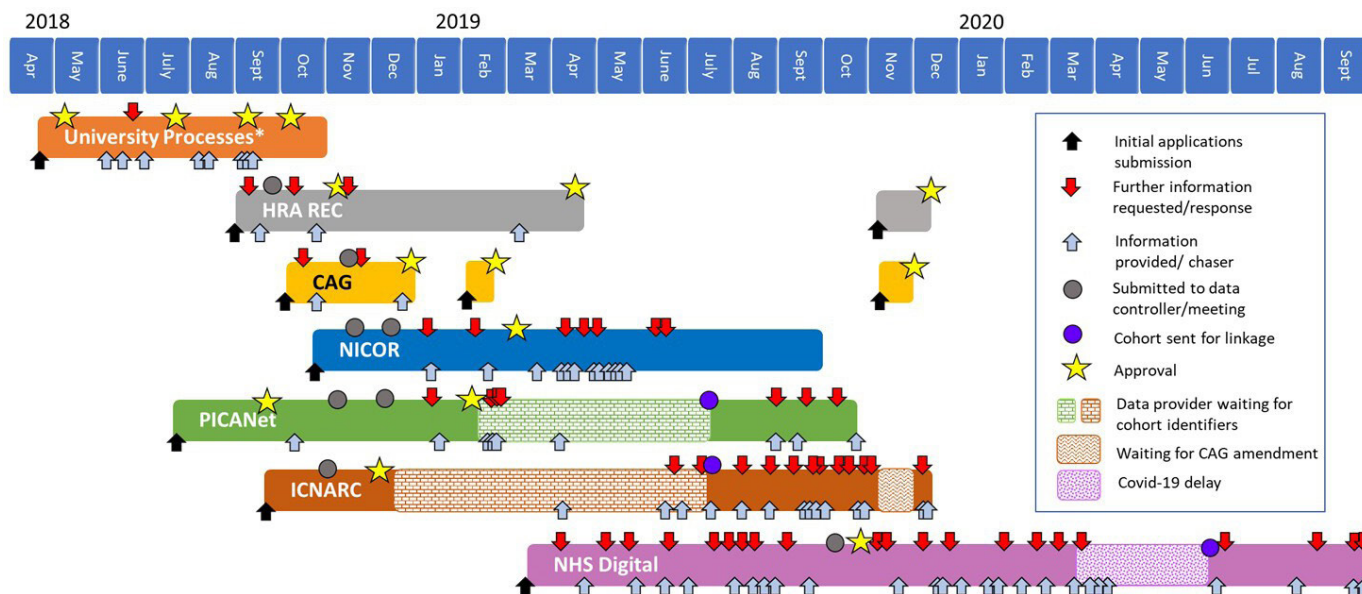 2018 2019 2020
Apr May June July Aug Sept Oct Nov Dec Jan Feb Mar Apr May June July Aug Sept Oct Nov Dec Jan Feb Mar Apr May Jun Jul Aug Sept
University Processes*
HRA REC
CAG
NICOR
PICANet
ICNARC
NHS Digital
Initial applications
submission
Further information
requested/response
Information
provided/ chaser
Submitted to data
controller/meeting
Cohort sent for linkage
Approval
Data provider waiting for
cohort identifiers
Waiting for CAG amendment
Covid-19 delay